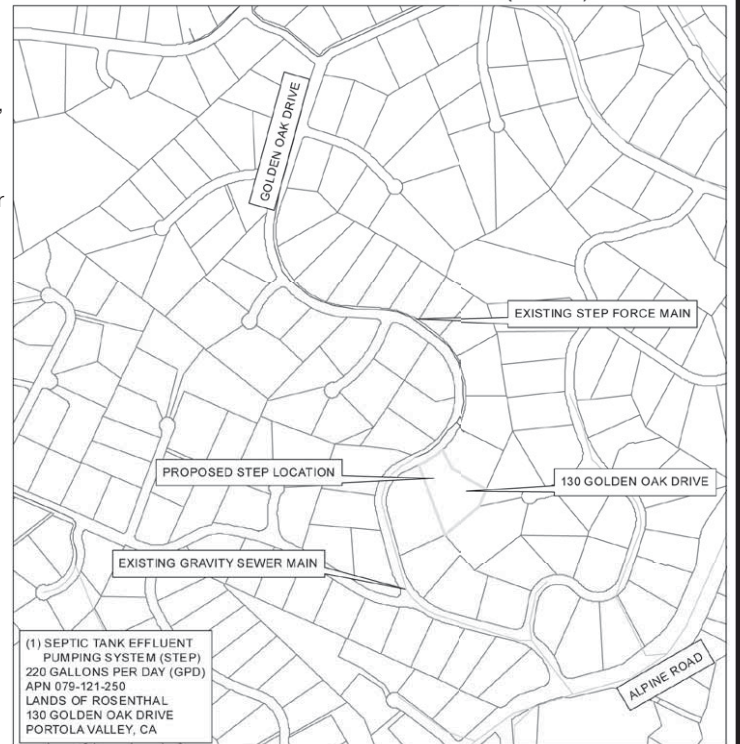 GOLDEN OAK DRIVE
EXISTING STEP FORCE MAIN
PROPOSED STEP LOCATION
130 GOLDEN OAK DRIVE
EXISTING GRAVITY SEWER MAIN
(1) SEPTIC TANK EFFLUENT
PUMPING SYSTEM (STEP)
220 GALLONS PER DAY (GPD)
APN 079-121-250
LANDS OF ROSENTHAL
130 GOLDEN OAK DRIVE
PORTOLA VALLEY, CA
ALPINE ROAD